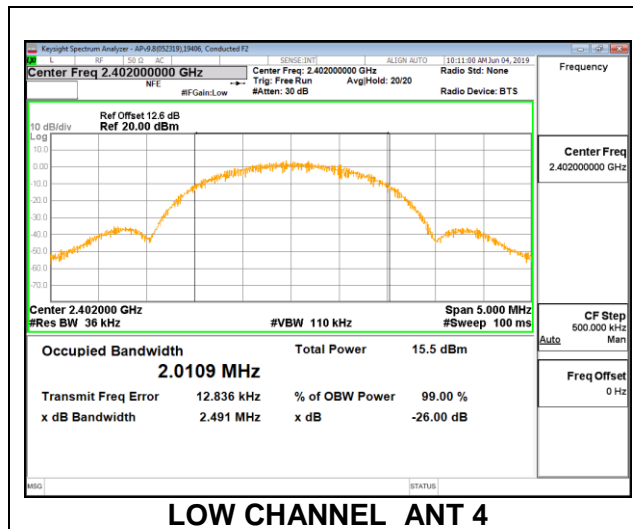 Keysight Spectrum Analyzer - APv9.8(052319),19406, Conducted F2
L RF 50 Ω AC SENSE:INT ALIGN AUTO 10:11:00 AM Jun 04, 2019
Center Freq 2.402000000 GHz Center Freq: 2.402000000 GHz Radio Std: None
NFE Trig: Free Run Avg|Hold: 20/20
#IFGain:Low #Atten: 30 dB Radio Device: BTS
Frequency
Ref Offset 12.6 dB
10 dB/div Ref 20.00 dBm
Log
10.0
0.00
-10.0
-20.0
-30.0
-40.0
-50.0
-60.0
-70.0
Center Freq
2.402000000 GHz
Center 2.402000 GHz Span 5.000 MHz
#Res BW 36 kHz #VBW 110 kHz #Sweep 100 ms
CF Step
500.000 kHz
Auto Man
Occupied Bandwidth Total Power 15.5 dBm
2.0109 MHz
Transmit Freq Error 12.836 kHz % of OBW Power 99.00 %
x dB Bandwidth 2.491 MHz x dB -26.00 dB
Freq Offset
0 Hz
MSG STATUS
LOW CHANNEL ANT 4